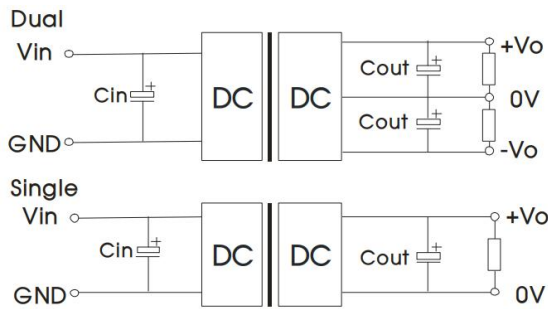 Dual
Vin
+Vo
Cout
Cin
DC
DC
0V
Cout
GND
-Vo
Single
Vin
+Vo
Cin
DC
DC
Cout
GND
0V